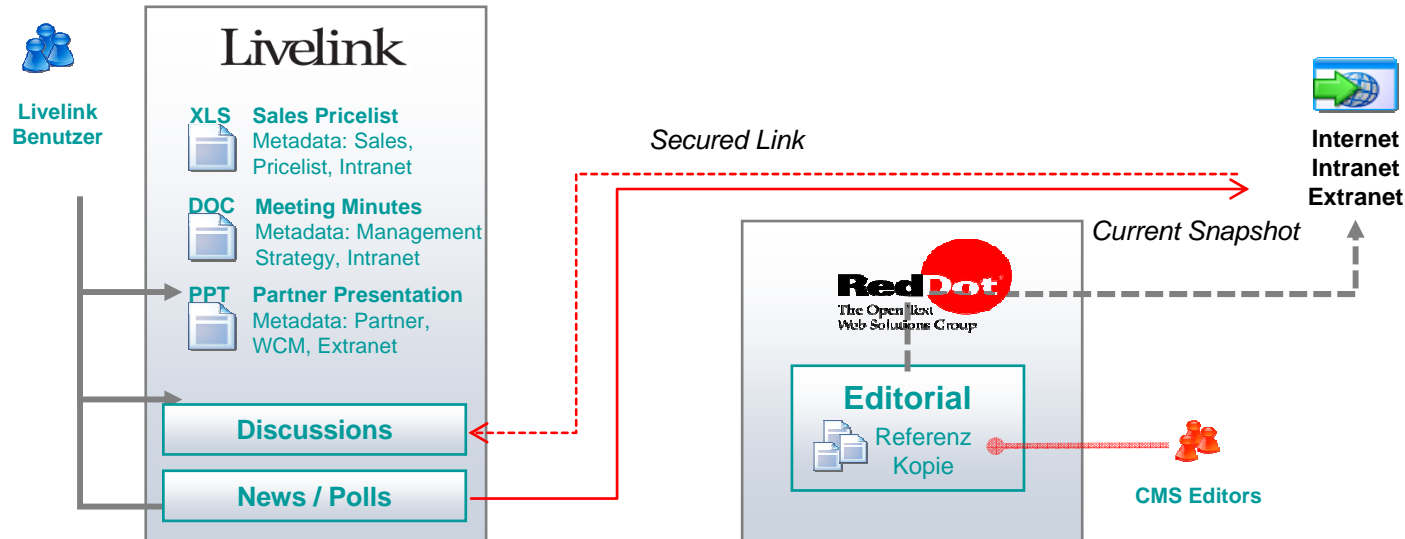 Livelink
Livelink
Benutzer
XLS Sales Pricelist
Metadata: Sales,
Pricelist, Intranet
DOC Meeting Minutes
Metadata: Management
Strategy, Intranet
PPT Partner Presentation
Metadata: Partner,
WCM, Extranet
Discussions
News / Polls
Secured Link
Internet
Intranet
Extranet
Current Snapshot
RedDot
The Open Text
Web Solutions Group
Editorial
Referenz
Kopie
CMS Editors